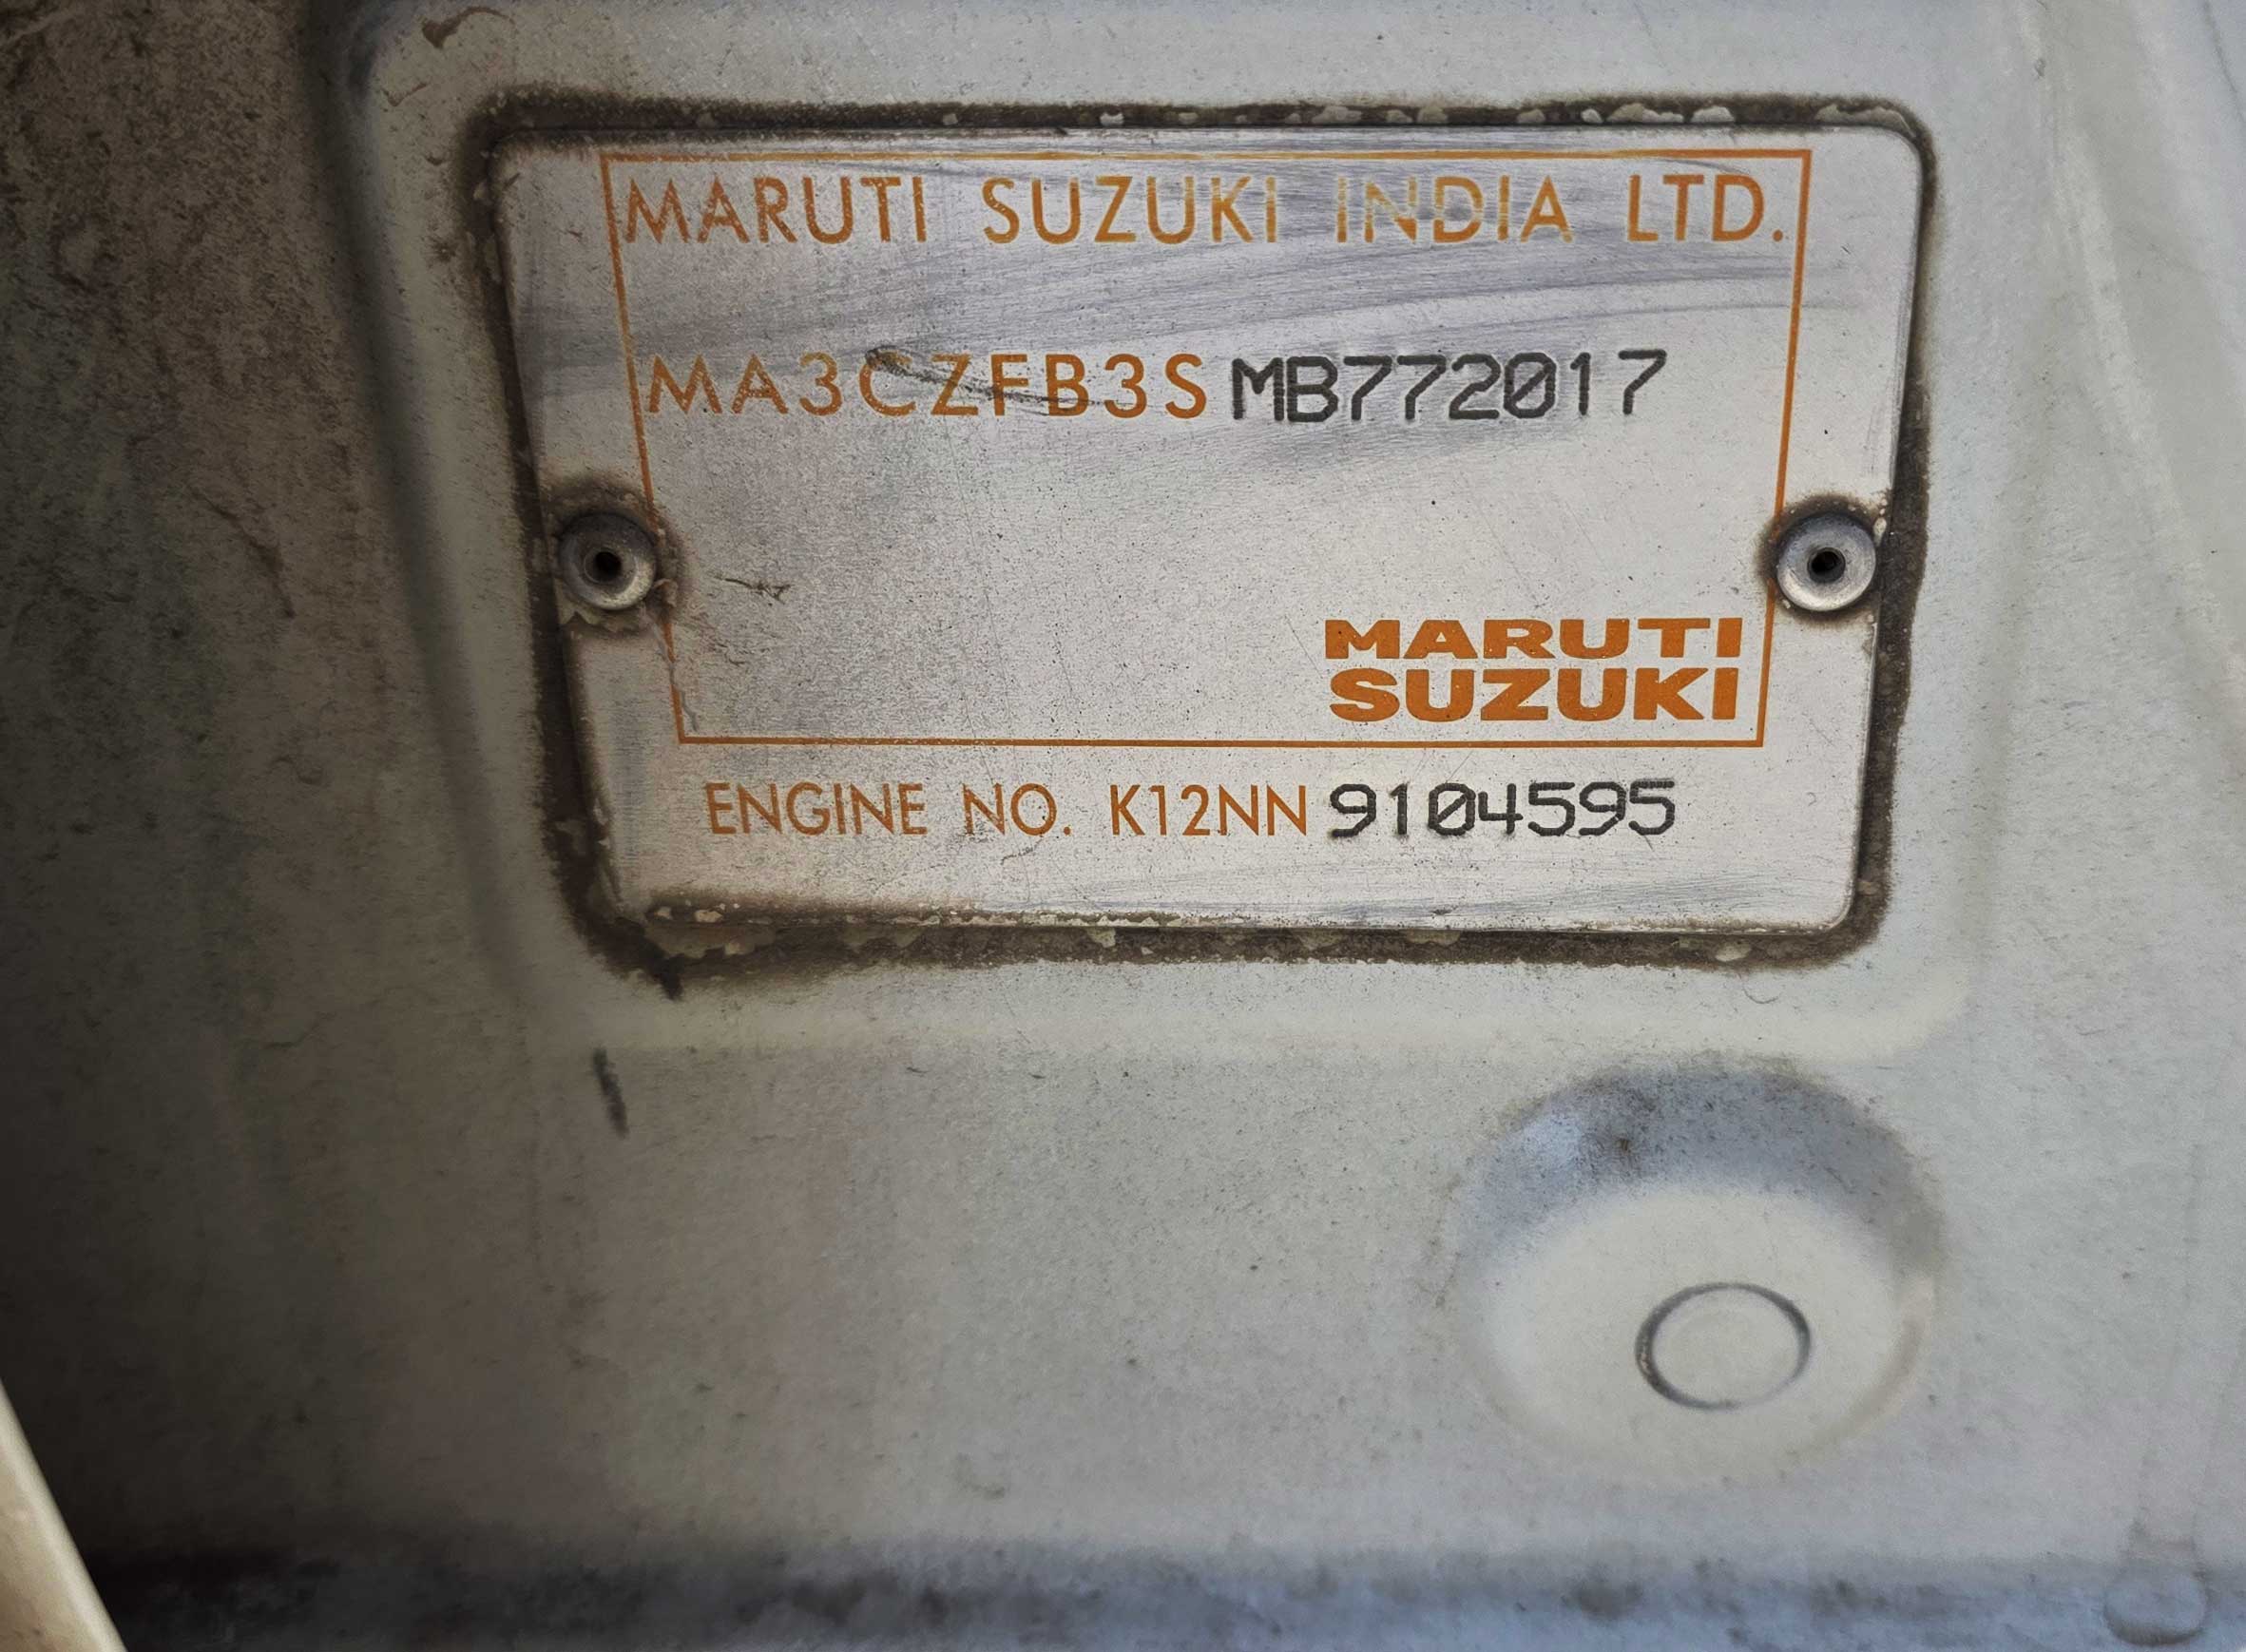 MARUTI SUZUKI INDIA LTD.
MA3CZFB3SMB772017
MARUTI
SUZUKI
ENGINE NO. K12NN9104595